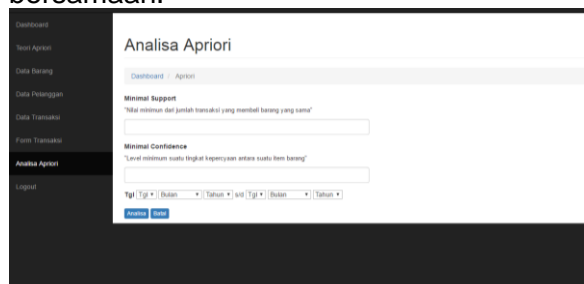 bersamaan.
Dashboard
Teori Apriori
Data Barang
Data Pelanggan
Data Transaksi
Form Transaksi
Analisa Apriori
Logout
Analisa Apriori
Dashboard / Apriori
Minimal Support
"Nilai minimun dari jumlah transaksi yang membeli barang yang sama"
Minimal Confidence
"Level minimum suatu tingkat kepercyaan antara suatu item barang"
Tgl Tgl Bulan Tahun s/d Tgl Bulan Tahun
Analisa Batal